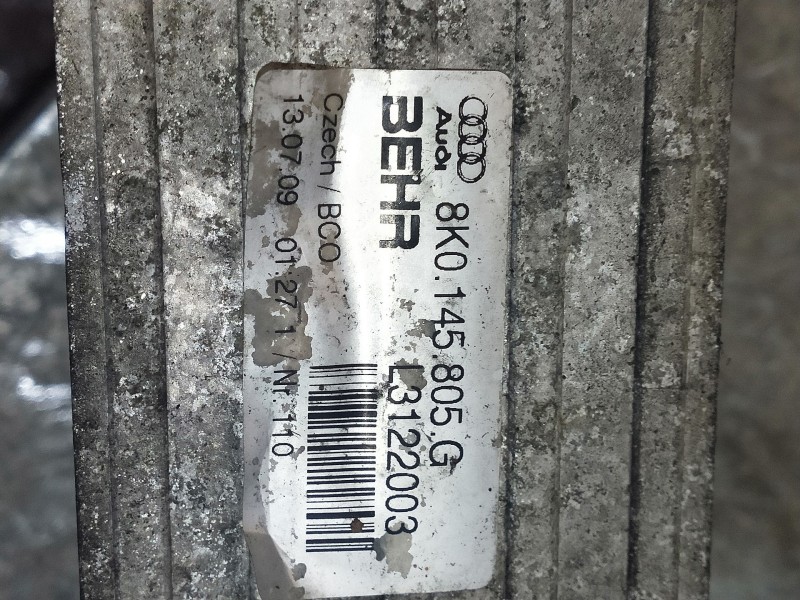 Audi 8K0.145.805.G
BEHR L3122003
Czech / BCO
13.07.09 01:27 1 / Nr.110